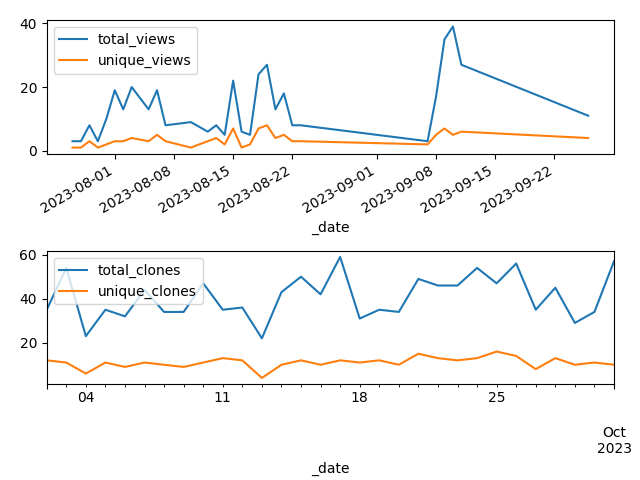 40
20
0
total_views
unique_views
2023-08-01
2023-08-08
2023-08-15
2023-08-22
2023-09-01
2023-09-08
2023-09-15
2023-09-22
_date
60
40
20
total_clones
unique_clones
04
11
18
25
Oct
2023
_date